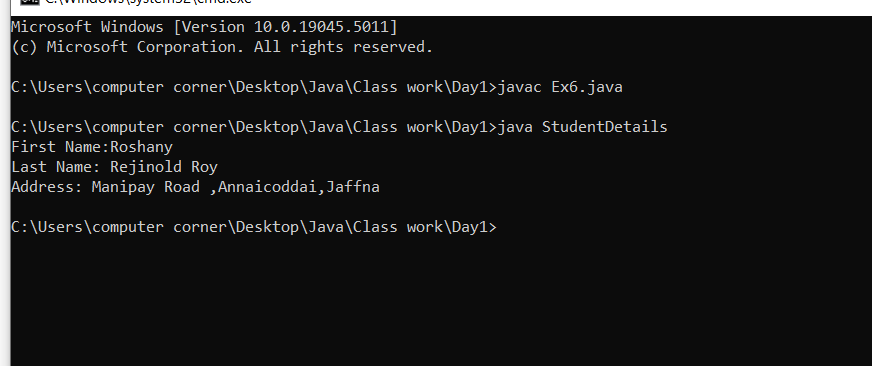 C:\Windows\system32\cmd.exe
Microsoft Windows [Version 10.0.19045.5011]
(c) Microsoft Corporation. All rights reserved.
C:\Users\computer corner\Desktop\Java\Class work\Day1>javac Ex6.java
C:\Users\computer corner\Desktop\Java\Class work\Day1>java StudentDetails
First Name:Roshany
Last Name: Rejinold Roy
Address: Manipay Road ,Annaicoddai,Jaffna
C:\Users\computer corner\Desktop\Java\Class work\Day1>